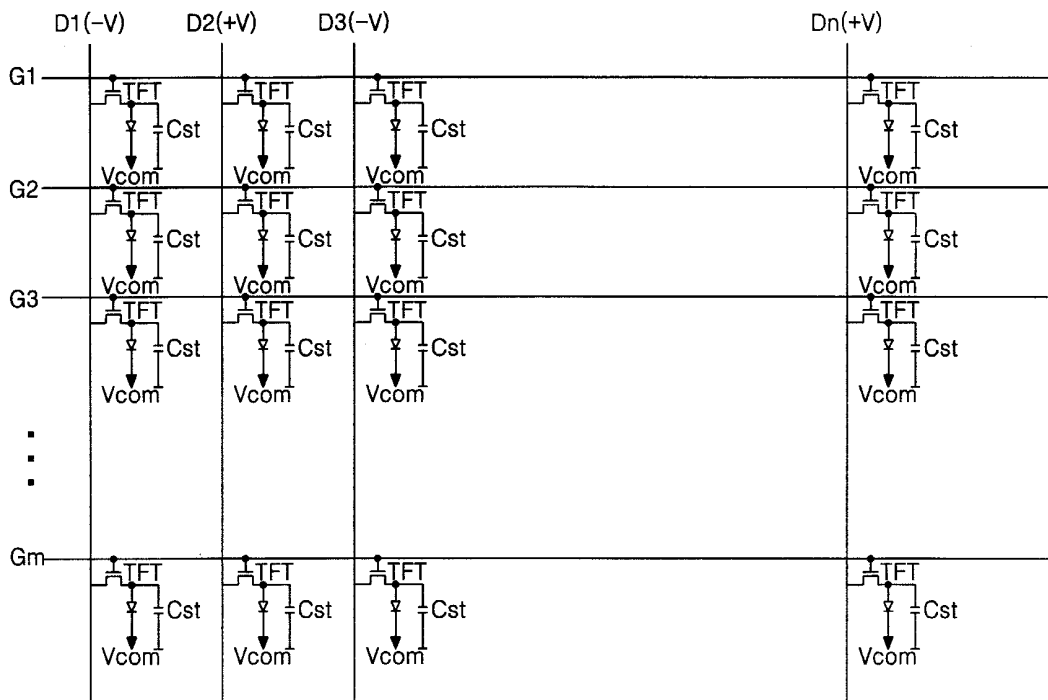 D1(−V) D2(+V) D3(−V) Dn(+V)
G1
TFT TFT TFT TFT
Cst Cst Cst Cst
Vcom Vcom Vcom Vcom
G2
TFT TFT TFT TFT
Cst Cst Cst Cst
Vcom Vcom Vcom Vcom
G3
TFT TFT TFT TFT
Cst Cst Cst Cst
Vcom Vcom Vcom Vcom
Gm
TFT TFT TFT TFT
Cst Cst Cst Cst
Vcom Vcom Vcom Vcom